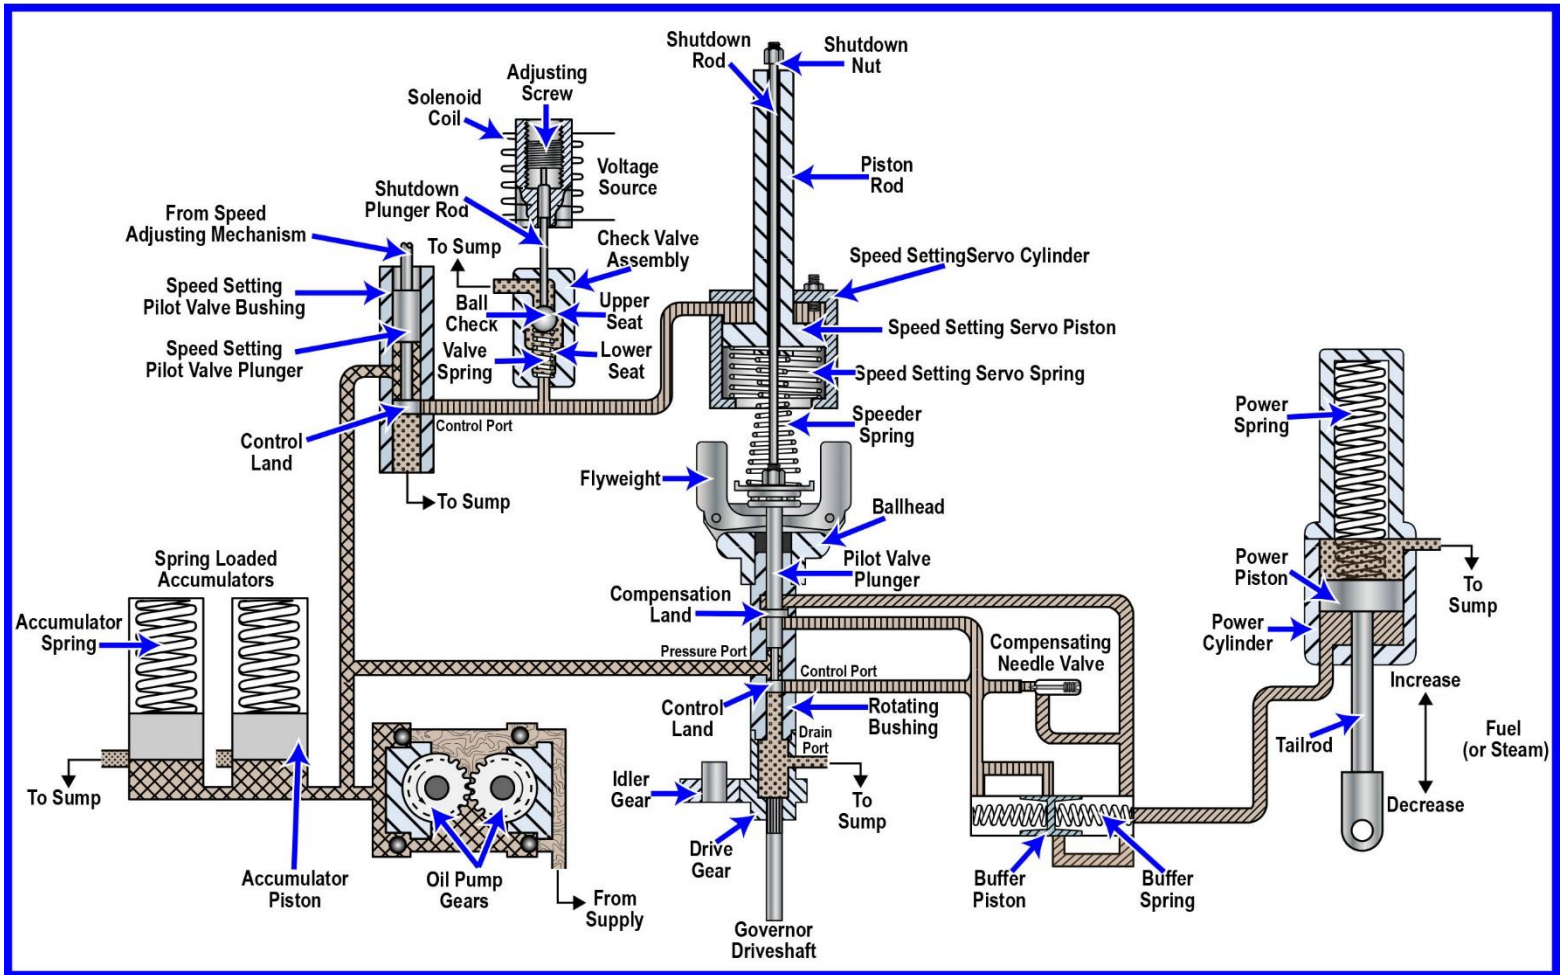 Shutdown
Rod
Shutdown
Nut
Adjusting
Screw
Solenoid
Coil
Voltage
Source
Piston
Rod
Shutdown
Plunger Rod
From Speed
Adjusting Mechanism
To Sump
Check Valve
Assembly
Speed SettingServo Cylinder
Speed Setting
Pilot Valve Bushing
Ball
Check
Upper
Seat
Speed Setting Servo Piston
Speed Setting
Pilot Valve Plunger
Valve
Spring
Lower
Seat
Speed Setting Servo Spring
Control Port
Speeder
Spring
Power
Spring
Control
Land
Flyweight
To Sump
Ballhead
Spring Loaded
Accumulators
Pilot Valve
Plunger
Power
Piston
To
Sump
Compensation
Land
Accumulator
Spring
Power
Cylinder
Pressure Port
Control Port
Compensating
Needle Valve
Control
Land
Rotating
Bushing
Increase
Tailrod
Fuel
(or Steam)
Drain
Port
To Sump
Idler
Gear
To
Sump
Decrease
Drive
Gear
Accumulator
Piston
Oil Pump
Gears
From
Supply
Buffer
Piston
Buffer
Spring
Governor
Driveshaft